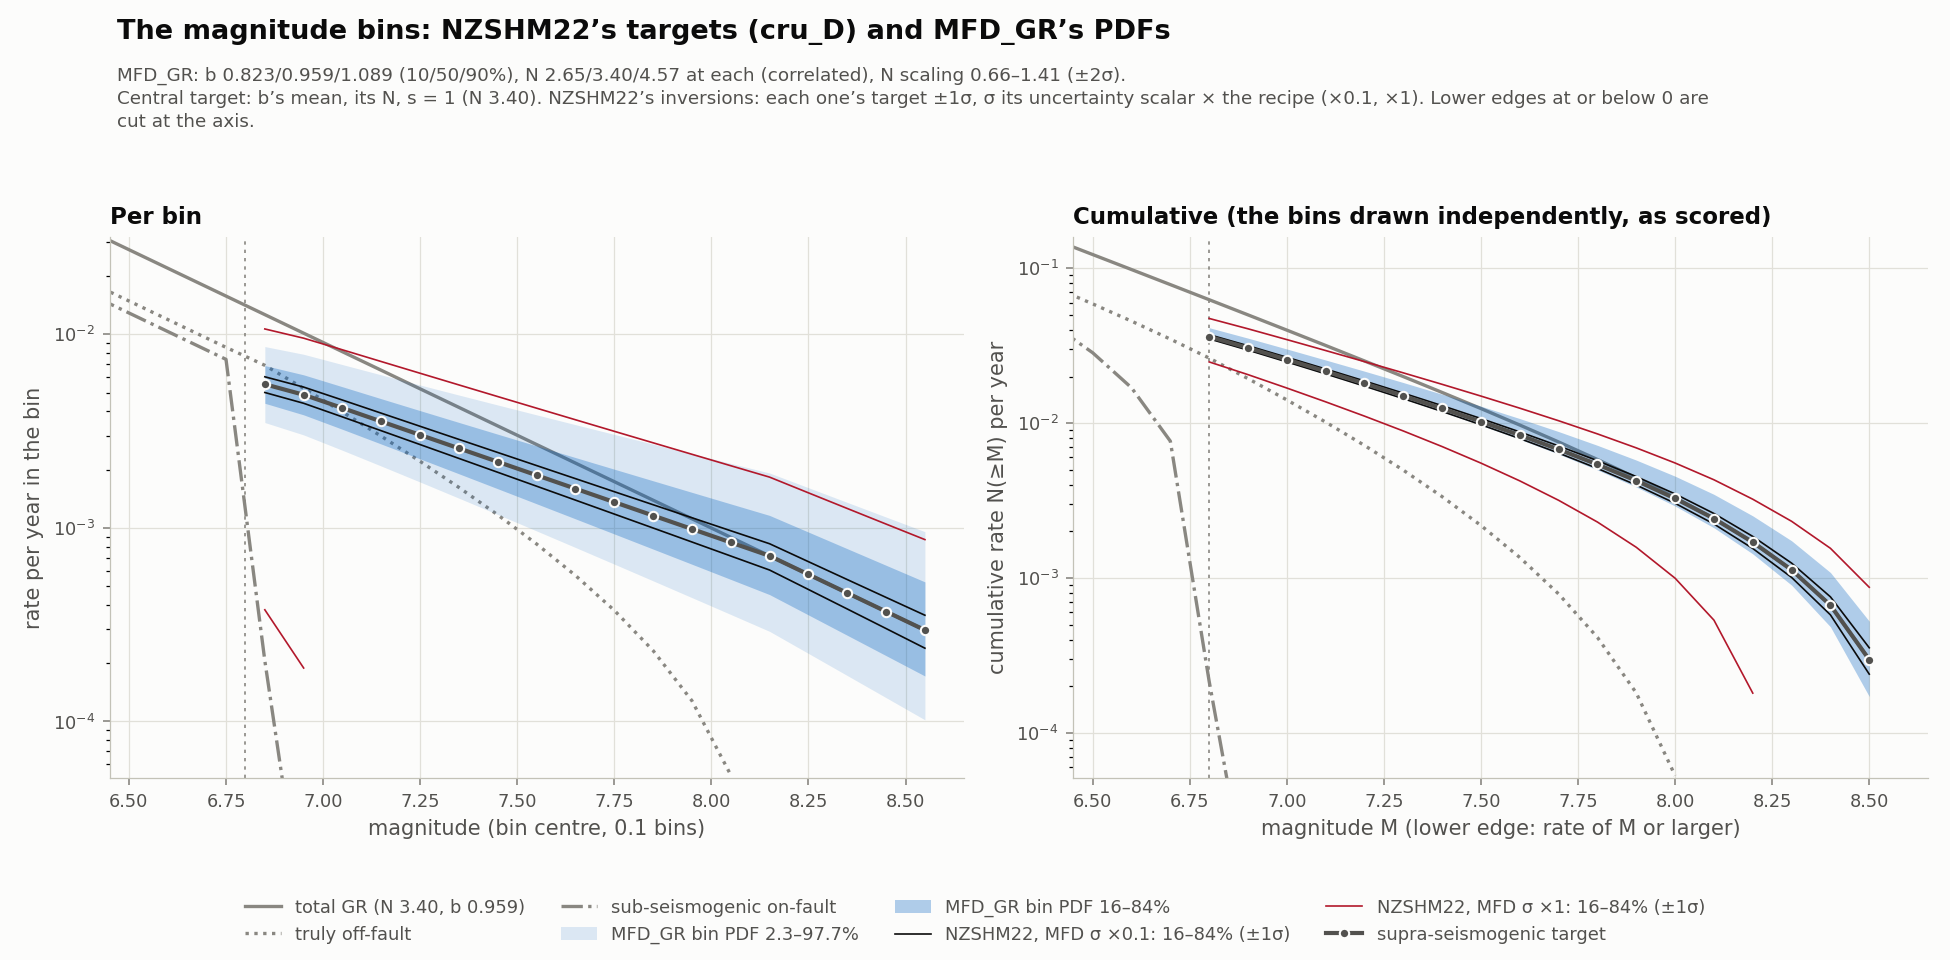 The magnitude bins: NZSHM22’s targets (cru_D) and MFD_GR’s PDFs
MFD_GR: b 0.823/0.959/1.089 (10/50/90%), N 2.65/3.40/4.57 at each (correlated), N scaling 0.66–1.41 (±2σ).
Central target: b’s mean, its N, s = 1 (N 3.40). NZSHM22’s inversions: each one’s target ±1σ, σ its uncertainty scalar × the recipe (×0.1, ×1). Lower edges at or below 0 are
cut at the axis.
Per bin
rate per year in the bin
10⁻²
10⁻³
10⁻⁴
6.50 6.75 7.00 7.25 7.50 7.75 8.00 8.25 8.50
magnitude (bin centre, 0.1 bins)
Cumulative (the bins drawn independently, as scored)
cumulative rate N(≥M) per year
10⁻¹
10⁻²
10⁻³
10⁻⁴
6.50 6.75 7.00 7.25 7.50 7.75 8.00 8.25 8.50
magnitude M (lower edge: rate of M or larger)
total GR (N 3.40, b 0.959)
truly off-fault
sub-seismogenic on-fault
MFD_GR bin PDF 2.3–97.7%
MFD_GR bin PDF 16–84%
NZSHM22, MFD σ ×0.1: 16–84% (±1σ)
NZSHM22, MFD σ ×1: 16–84% (±1σ)
supra-seismogenic target